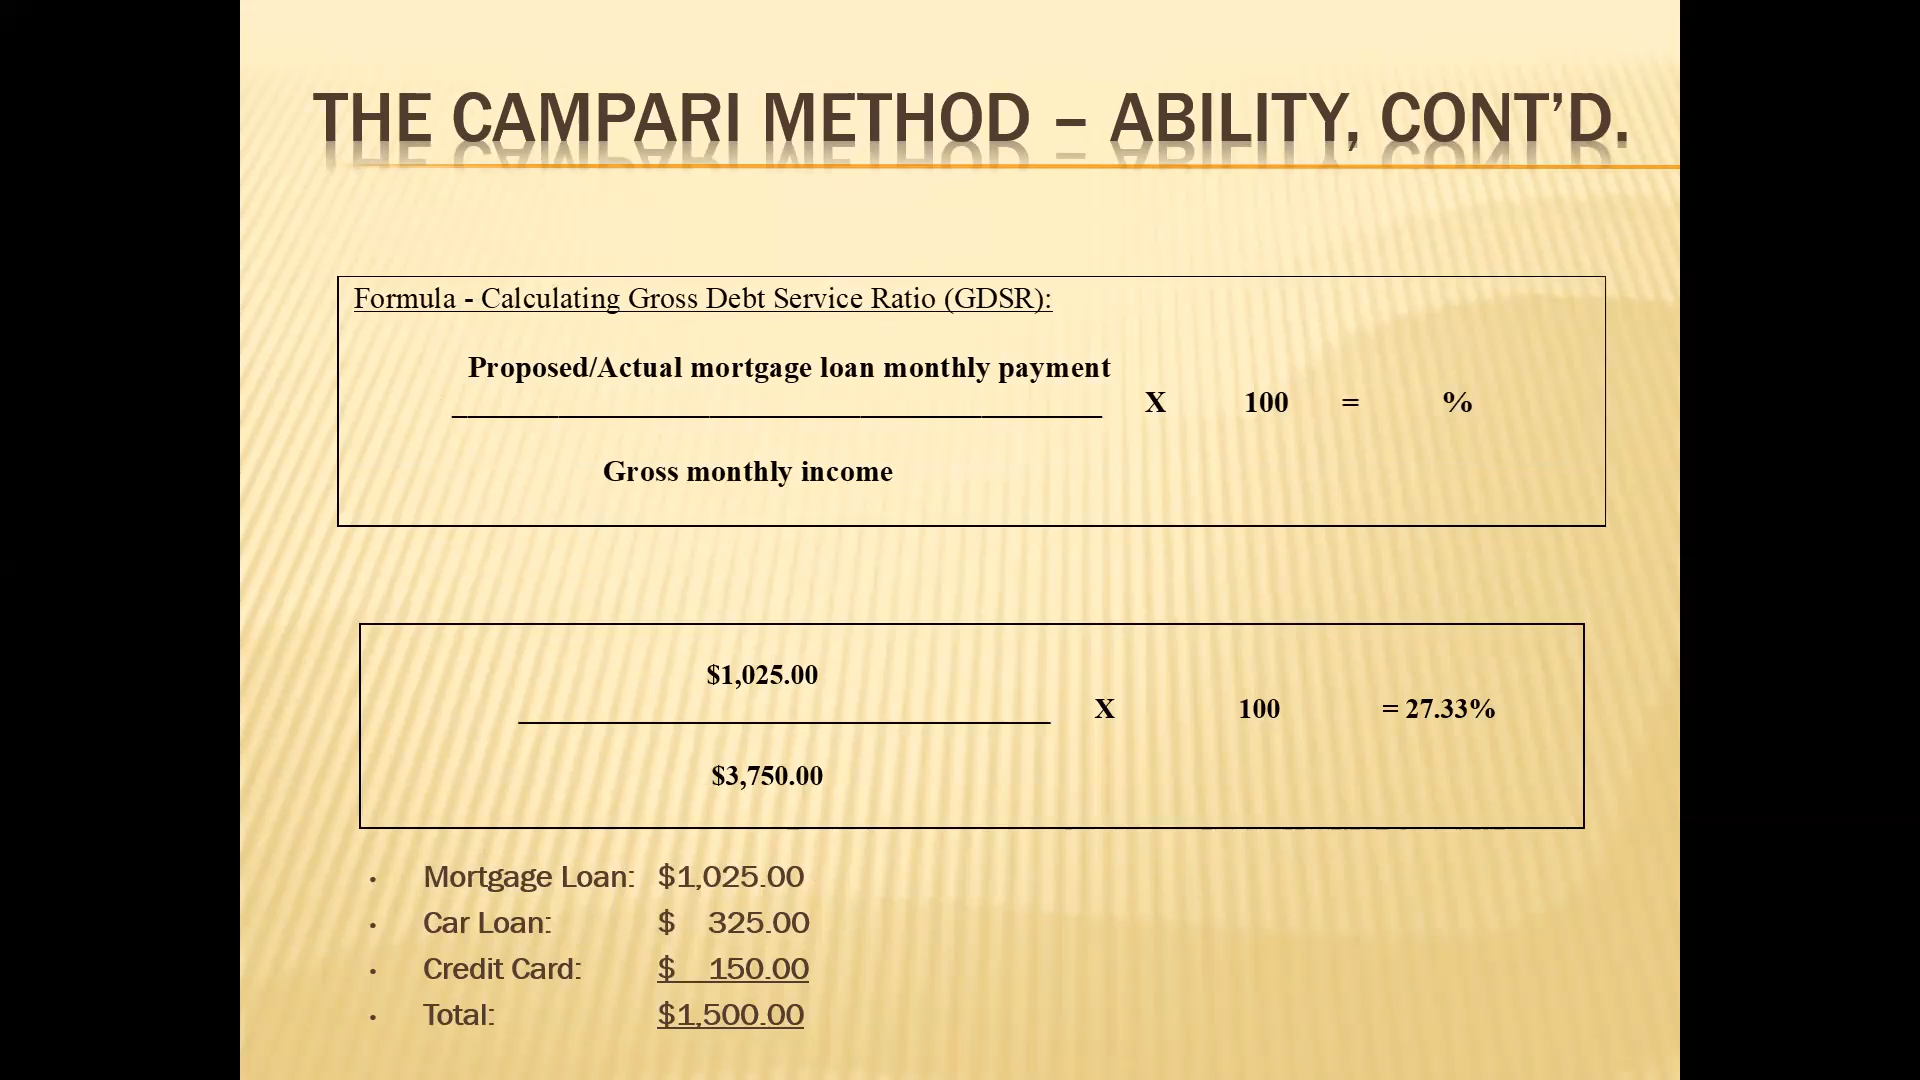 THE CAMPARI METHOD – ABILITY, CONT’D.
Formula - Calculating Gross Debt Service Ratio (GDSR):
Proposed/Actual mortgage loan monthly payment
X 100 = %
Gross monthly income
$1,025.00
X 100 = 27.33%
$3,750.00
• Mortgage Loan: $1,025.00
• Car Loan: $ 325.00
• Credit Card: $ 150.00
• Total: $1,500.00